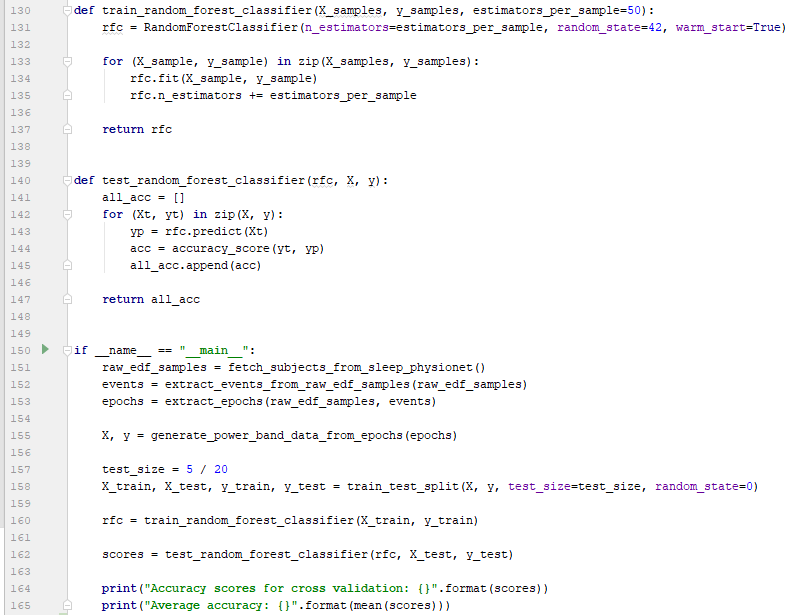 130 def train_random_forest_classifier(X_samples, y_samples, estimators_per_sample=50):
131     rfc = RandomForestClassifier(n_estimators=estimators_per_sample, random_state=42, warm_start=True)
132
133     for (X_sample, y_sample) in zip(X_samples, y_samples):
134         rfc.fit(X_sample, y_sample)
135         rfc.n_estimators += estimators_per_sample
136
137     return rfc
138
139
140 def test_random_forest_classifier(rfc, X, y):
141     all_acc = []
142     for (Xt, yt) in zip(X, y):
143         yp = rfc.predict(Xt)
144         acc = accuracy_score(yt, yp)
145         all_acc.append(acc)
146
147     return all_acc
148
149
150 if __name__ == "__main__":
151     raw_edf_samples = fetch_subjects_from_sleep_physionet()
152     events = extract_events_from_raw_edf_samples(raw_edf_samples)
153     epochs = extract_epochs(raw_edf_samples, events)
154
155     X, y = generate_power_band_data_from_epochs(epochs)
156
157     test_size = 5 / 20
158     X_train, X_test, y_train, y_test = train_test_split(X, y, test_size=test_size, random_state=0)
159
160     rfc = train_random_forest_classifier(X_train, y_train)
161
162     scores = test_random_forest_classifier(rfc, X_test, y_test)
163
164     print("Accuracy scores for cross validation: {}".format(scores))
165     print("Average accuracy: {}".format(mean(scores)))